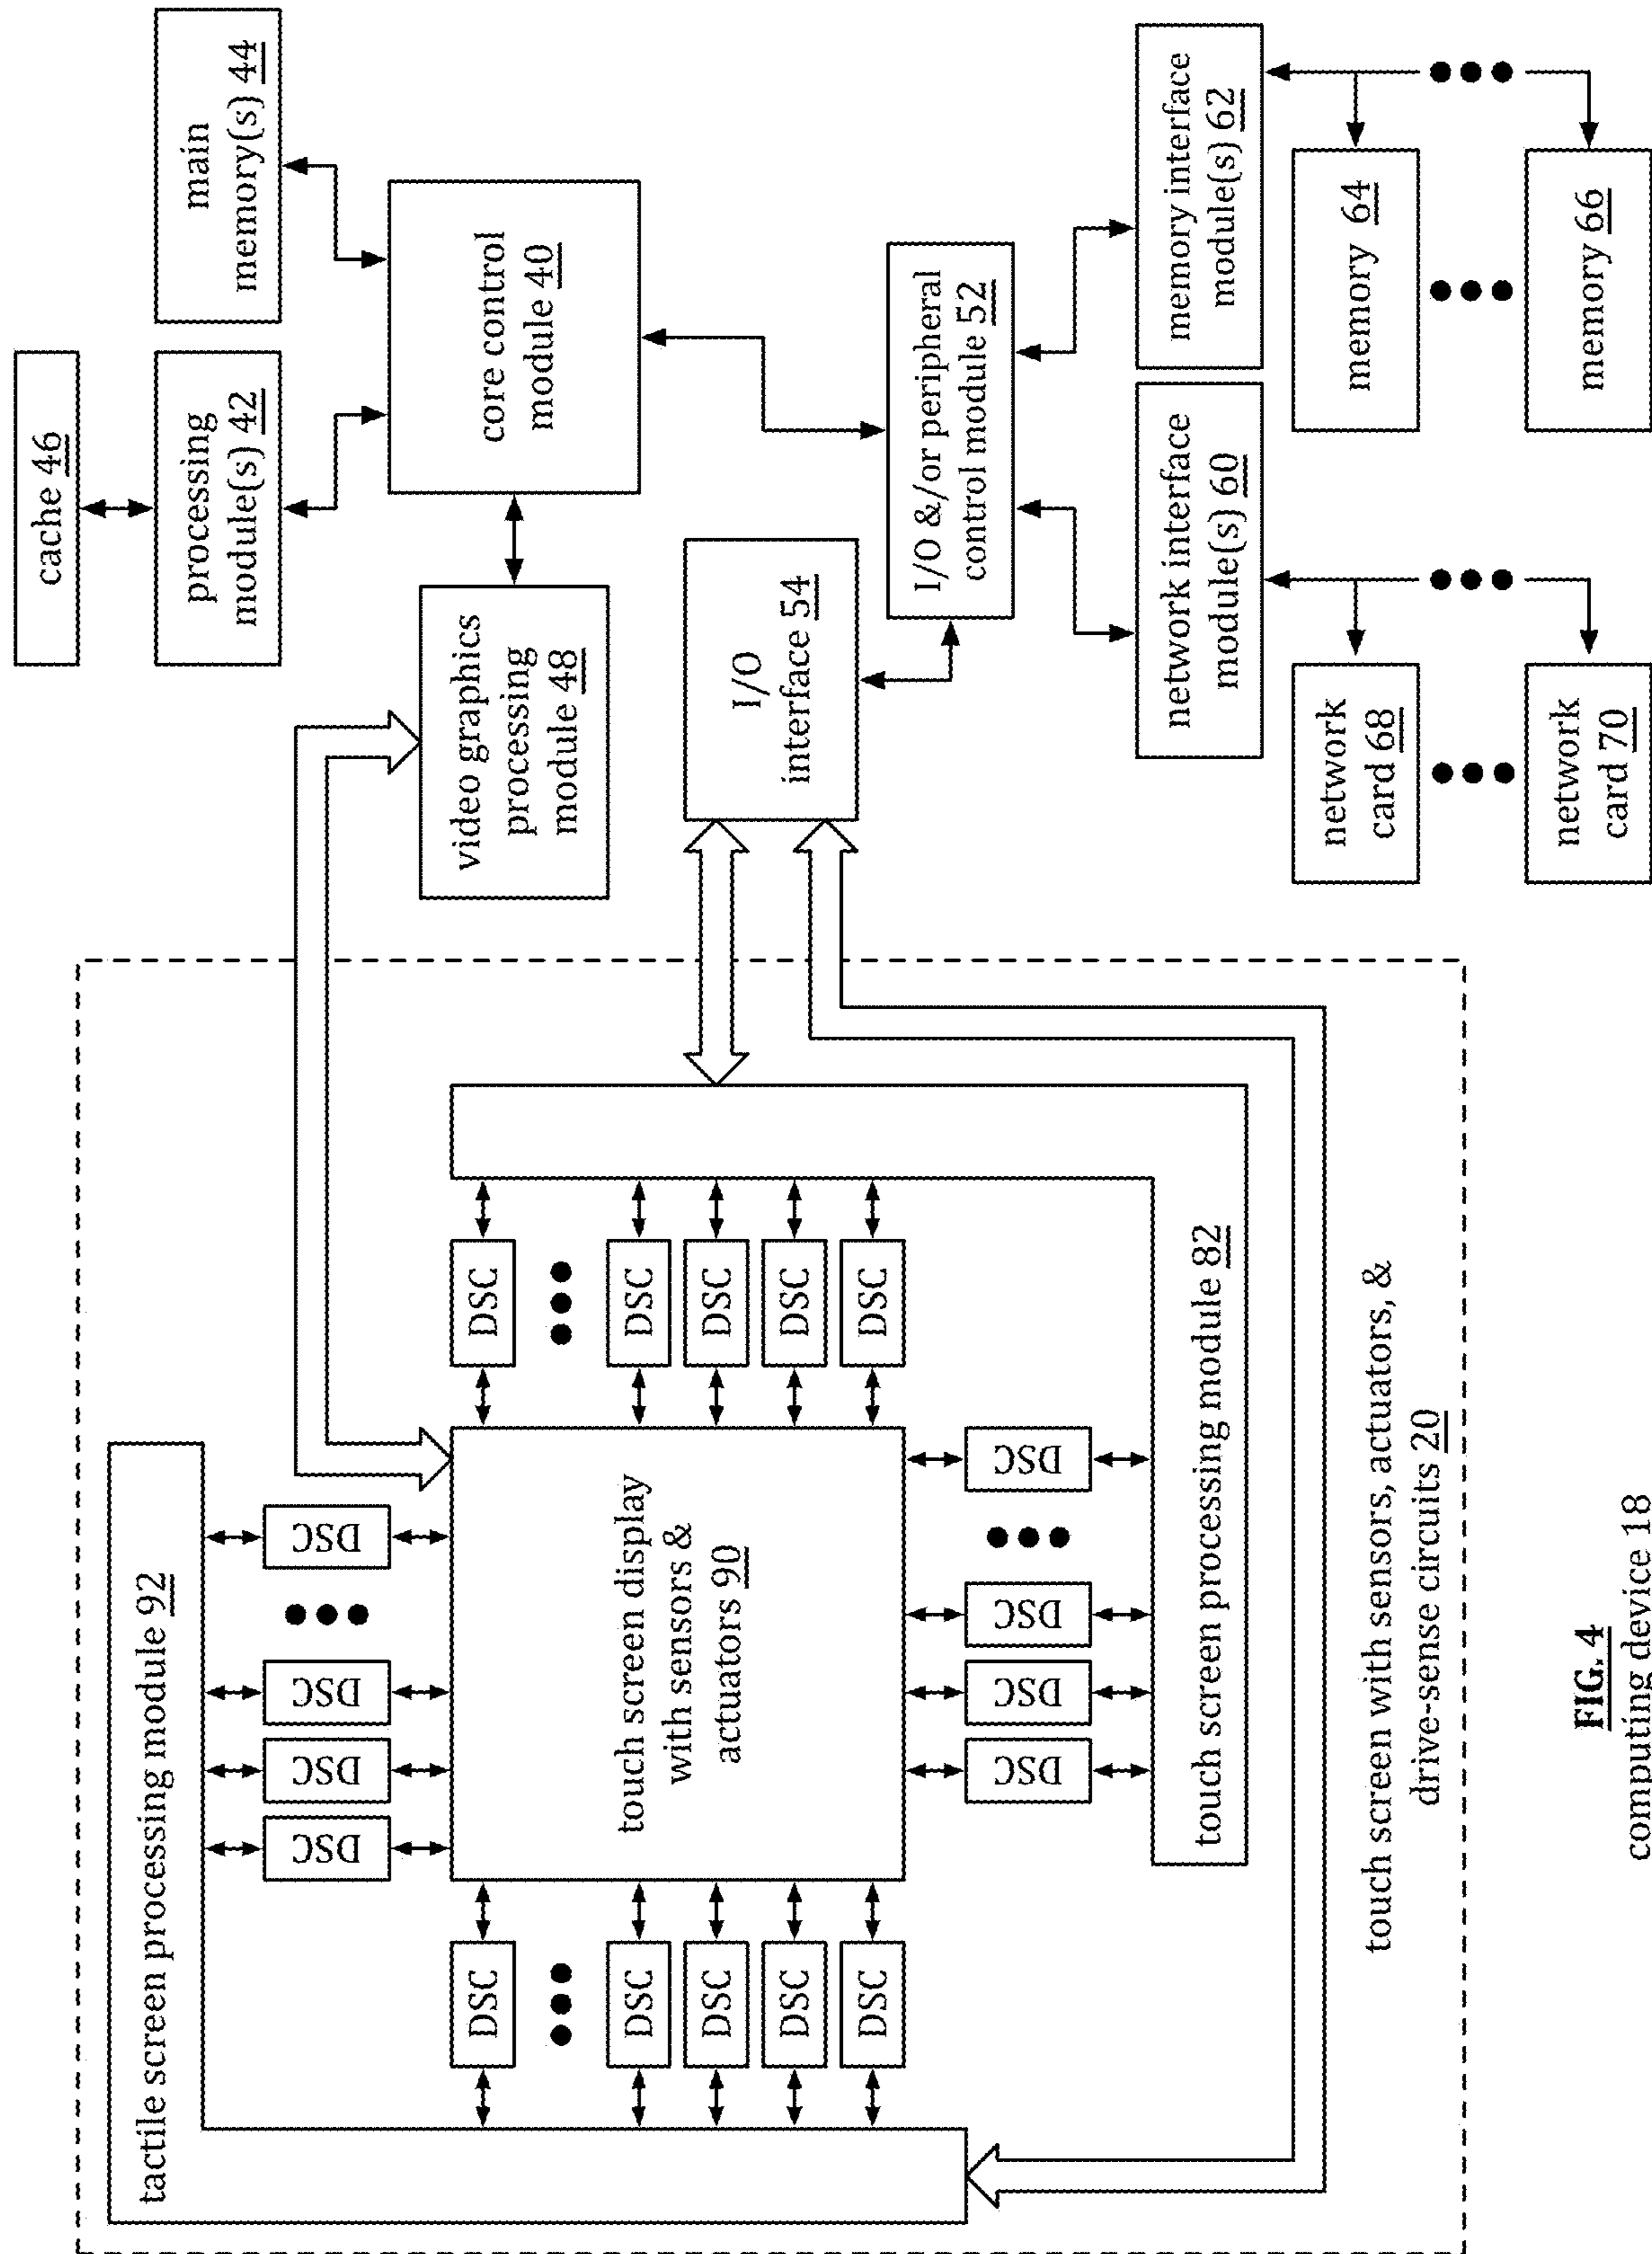 cache 46
processing
module(s) 42
main
memory(s) 44
core control
module 40
video graphics
processing
module 48
I/O
interface 54
I/O &/or peripheral
control module 52
network interface
module(s) 60
memory interface
module(s) 62
network
card 68
network
card 70
memory 64
memory 66
tactile screen processing module 92
DSC
DSC
DSC
DSC
DSC
DSC
DSC
DSC
DSC
touch screen display
with sensors &
actuators 90
DSC
DSC
DSC
DSC
DSC
DSC
DSC
DSC
DSC
touch screen processing module 82
touch screen with sensors, actuators, &
drive-sense circuits 20
FIG. 4
computing device 18